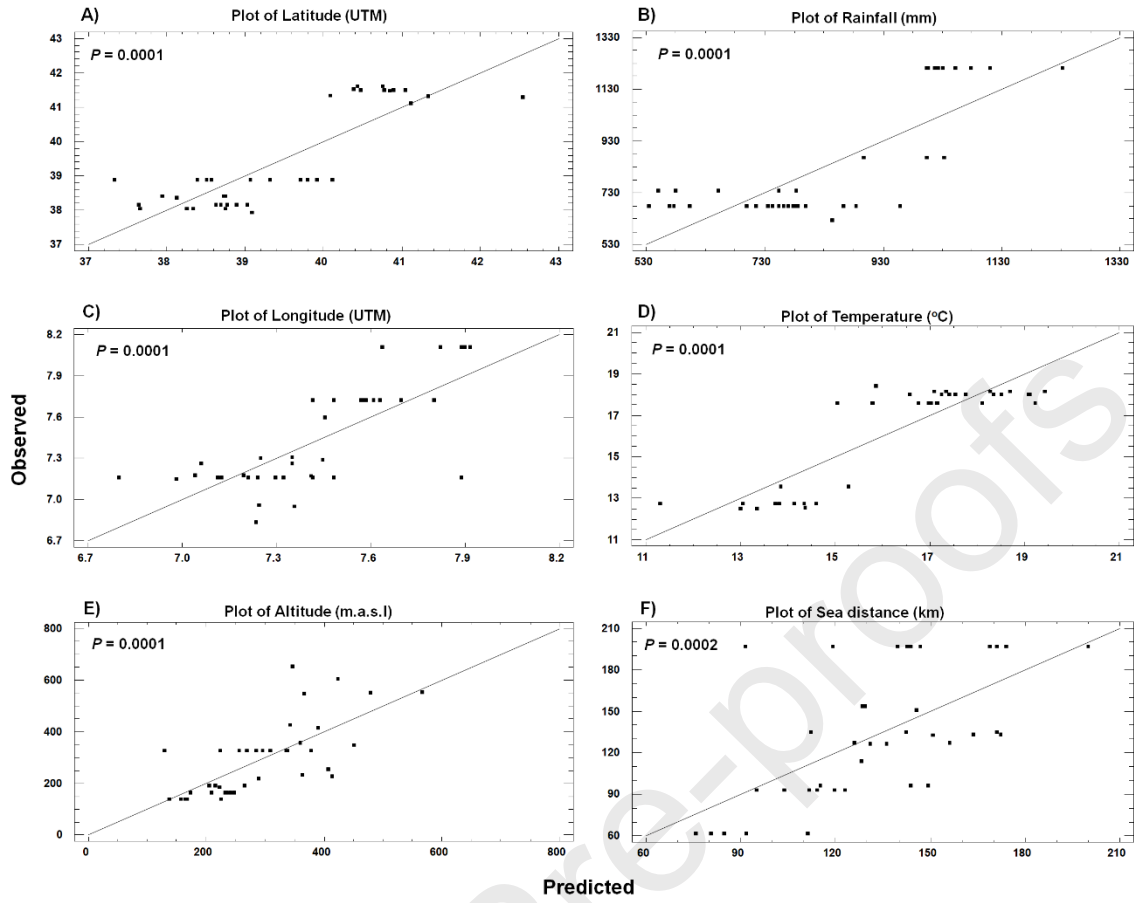 A)
Plot of Latitude (UTM)
P = 0.0001
43
42
41
40
39
38
37
37 38 39 40 41 42 43
B)
Plot of Rainfall (mm)
P = 0.0001
1330
1130
930
730
530
530 730 930 1130 1330
C)
Plot of Longitude (UTM)
P = 0.0001
8.2
7.9
7.6
7.3
7.0
6.7
6.7 7.0 7.3 7.6 7.9 8.2
D)
Plot of Temperature (ºC)
P = 0.0001
21
19
17
15
13
11
11 13 15 17 19 21
Observed
E)
Plot of Altitude (m.a.s.l)
P = 0.0001
800
600
400
200
0
0 200 400 600 800
F)
Plot of Sea distance (km)
P = 0.0002
210
180
150
120
90
60
60 90 120 150 180 210
Predicted
re-proofs